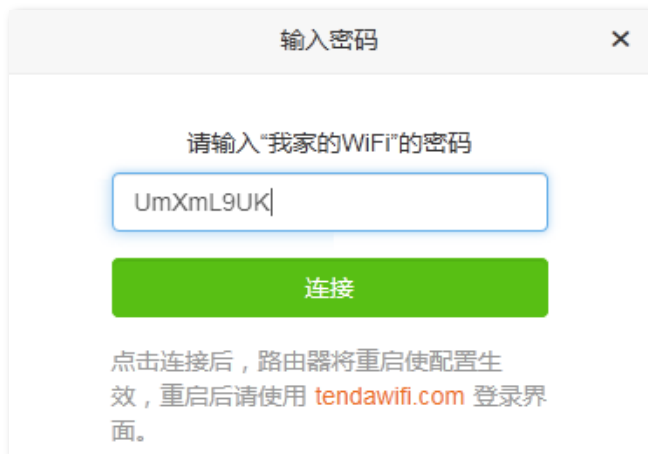 输入密码 ×
请输入“我家的WiFi”的密码
UmXmL9UK
连接
点击连接后，路由器将重启使配置生
效，重启后请使用 tendawifi.com 登录界
面。